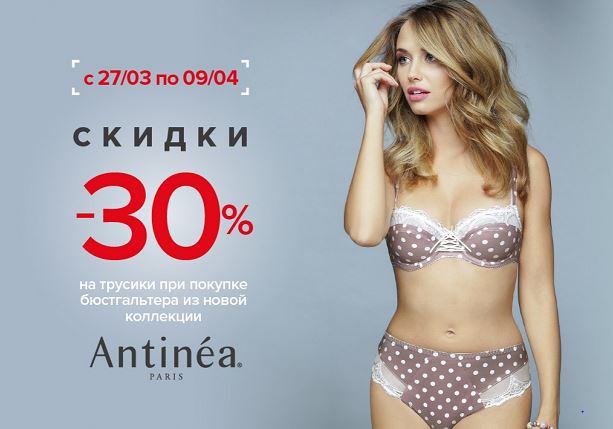 с 27/03 по 09/04
СКИДКИ
-30%
на трусики при покупке
бюстгальтера из новой
коллекции
Antinéa®
PARIS